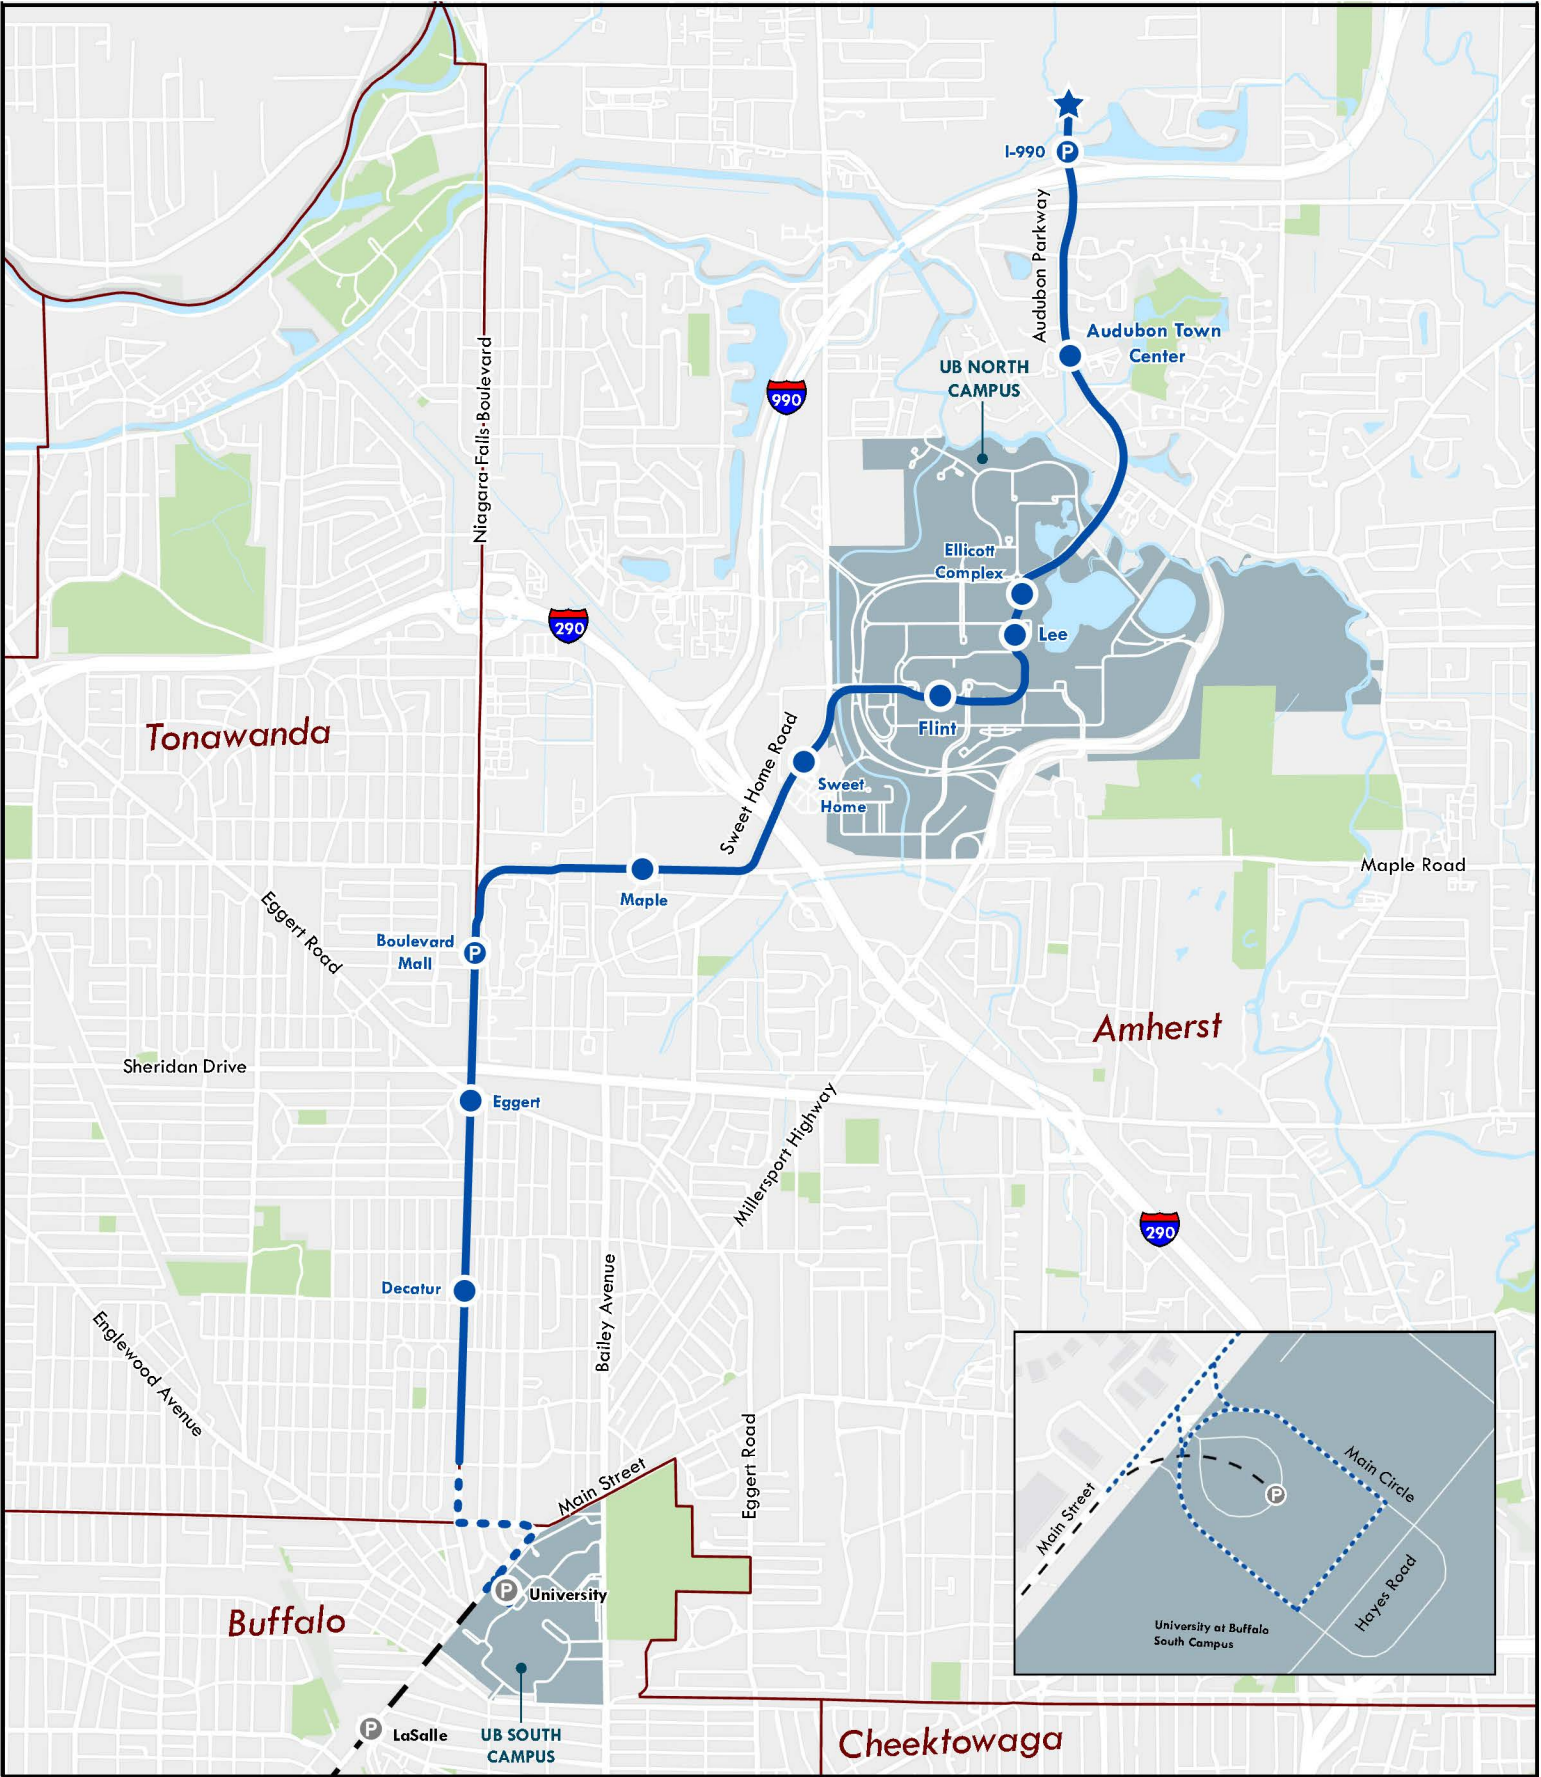 I-990
P
Audubon Parkway
Audubon Town
Center
UB NORTH
CAMPUS
990
Niagara-Falls-Boulevard
Ellicott
Complex
290
Lee
Tonawanda
Flint
Sweet Home Road
Sweet
Home
Maple Road
Maple
Eggert Road
Boulevard
Mall
P
Amherst
Sheridan Drive
Eggert
Millersport Highway
290
Decatur
Bailey Avenue
Englewood Avenue
Main Street
Eggert Road
Main Circle
P
Main Street
Hayes Road
University at Buffalo
South Campus
P
University
Buffalo
P
LaSalle
UB SOUTH
CAMPUS
Cheektowaga